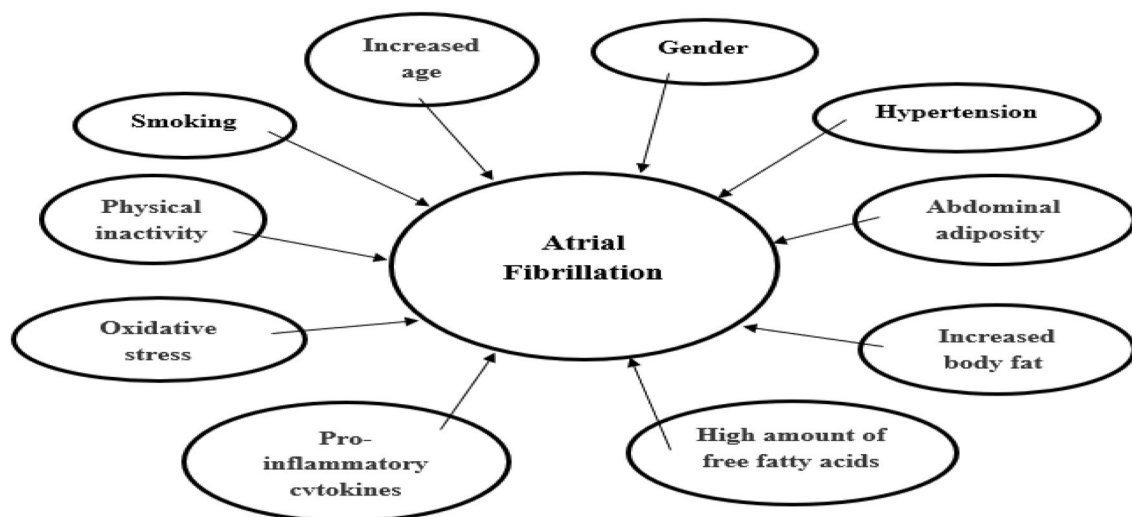 Increased
age
Gender
Smoking
Hypertension
Physical
inactivity
Abdominal
adiposity
Atrial
Fibrillation
Oxidative
stress
Increased
body fat
Pro-
inflammatory
cytokines
High amount of
free fatty acids